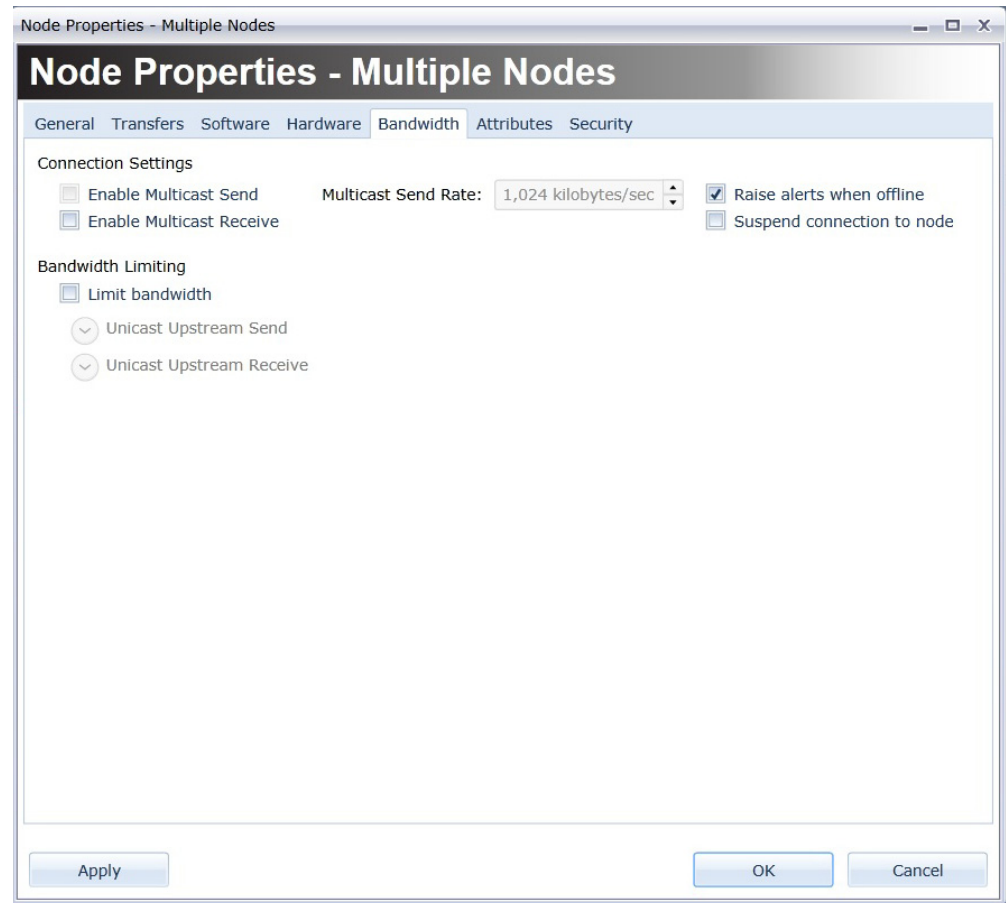 Node Properties - Multiple Nodes
Node Properties - Multiple Nodes
General Transfers Software Hardware Bandwidth Attributes Security
Connection Settings
Enable Multicast Send Multicast Send Rate: 1,024 kilobytes/sec Raise alerts when offline
Enable Multicast Receive Suspend connection to node
Bandwidth Limiting
Limit bandwidth
Unicast Upstream Send
Unicast Upstream Receive
Apply OK Cancel